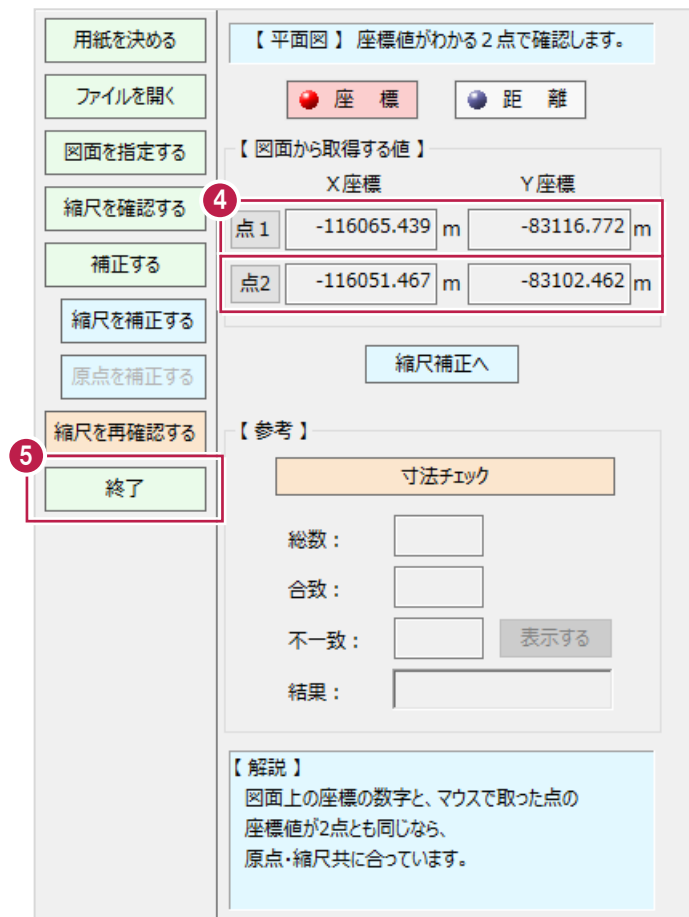 用紙を決める
ファイルを開く
図面を指定する
縮尺を確認する
補正する
縮尺を補正する
原点を補正する
縮尺を再確認する
5
終了
【 平面図 】 座標値がわかる２点で確認します。
座 標
距 離
【 図面から取得する値 】
X座標 Y座標
4
点１ -116065.439 m -83116.772 m
点2 -116051.467 m -83102.462 m
縮尺補正へ
【 参考 】
寸法チェック
総数：
合致：
不一致： 表示する
結果：
【 解説 】
図面上の座標の数字と、マウスで取った点の
座標値が2点とも同じなら、
原点・縮尺共に合っています。